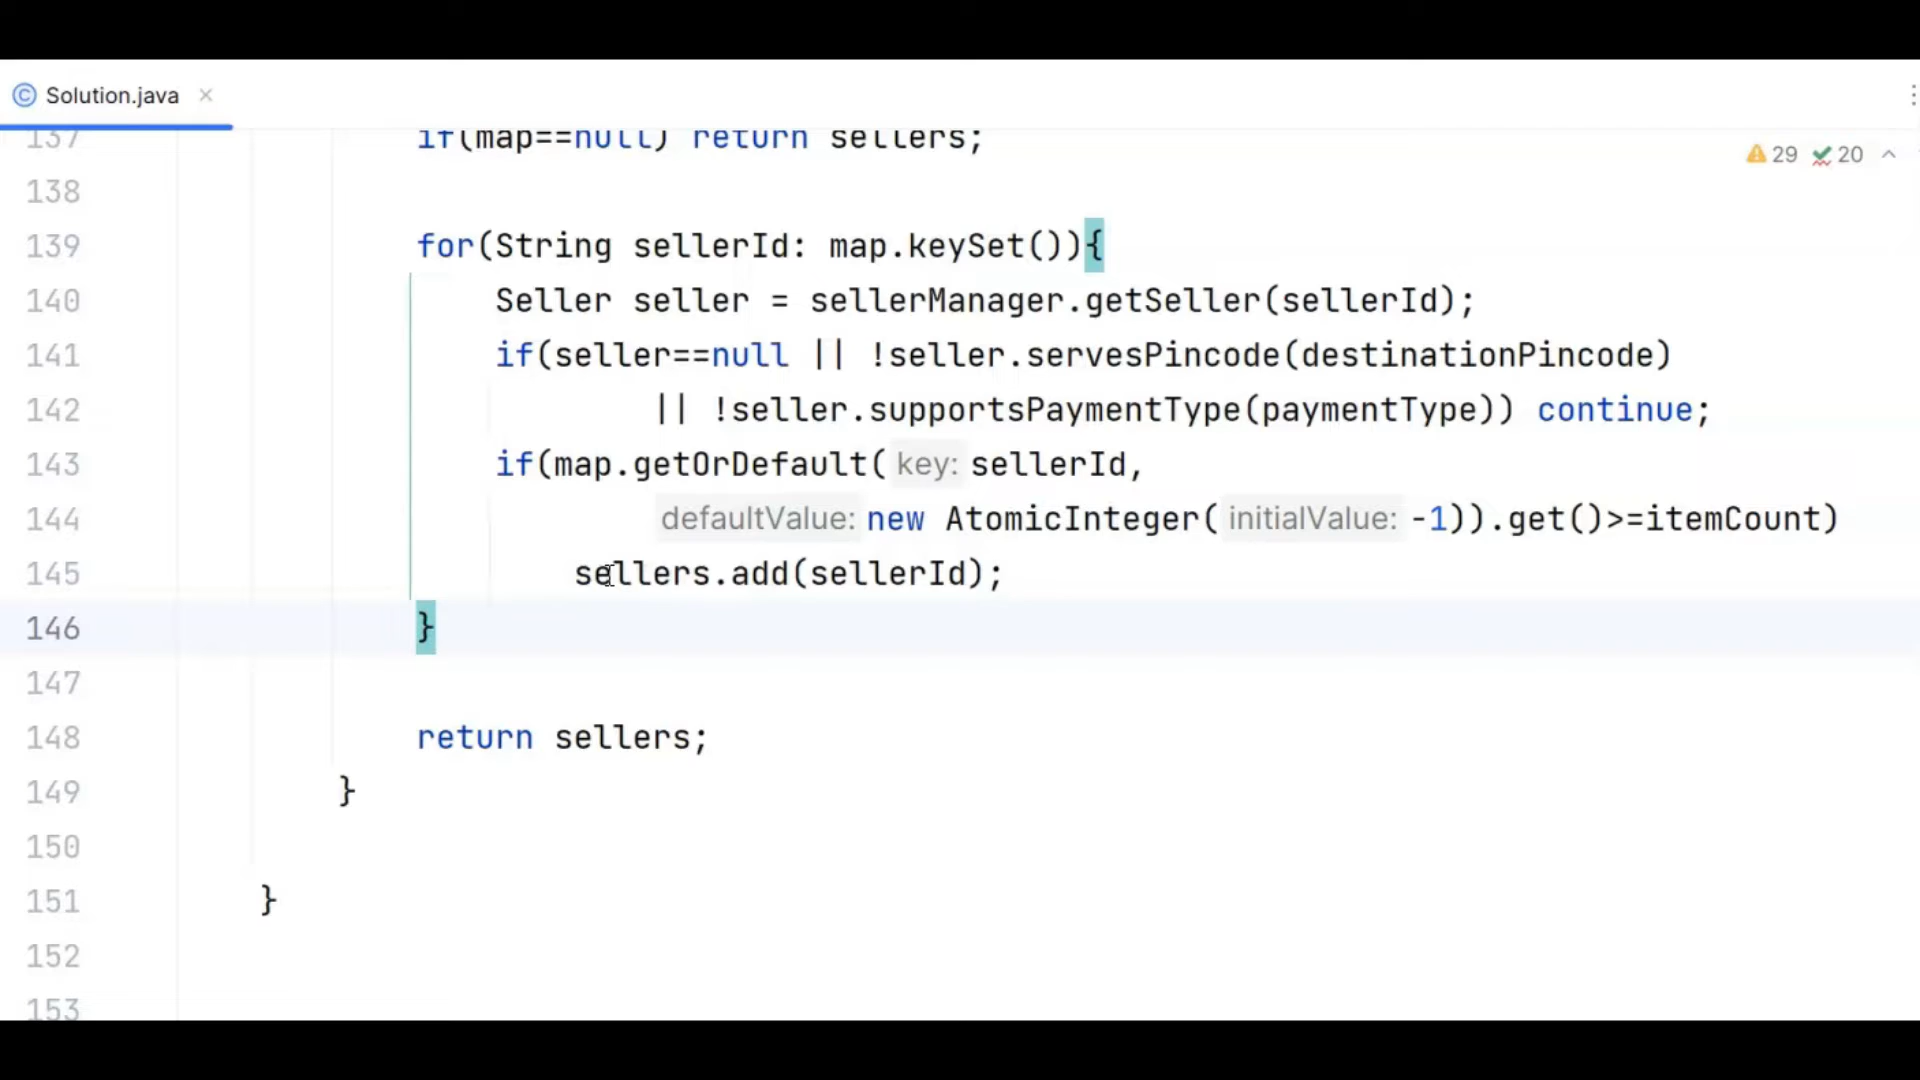 Solution.java
29 20
137 if(map==null) return sellers;
138
139 for(String sellerId: map.keySet()){
140 Seller seller = sellerManager.getSeller(sellerId);
141 if(seller==null || !seller.servesPincode(destinationPincode)
142 || !seller.supportsPaymentType(paymentType)) continue;
143 if(map.getOrDefault( key: sellerId,
144 defaultValue: new AtomicInteger( initialValue: -1)).get()>=itemCount)
145 sellers.add(sellerId);
146 }
147
148 return sellers;
149 }
150
151 }
152
153